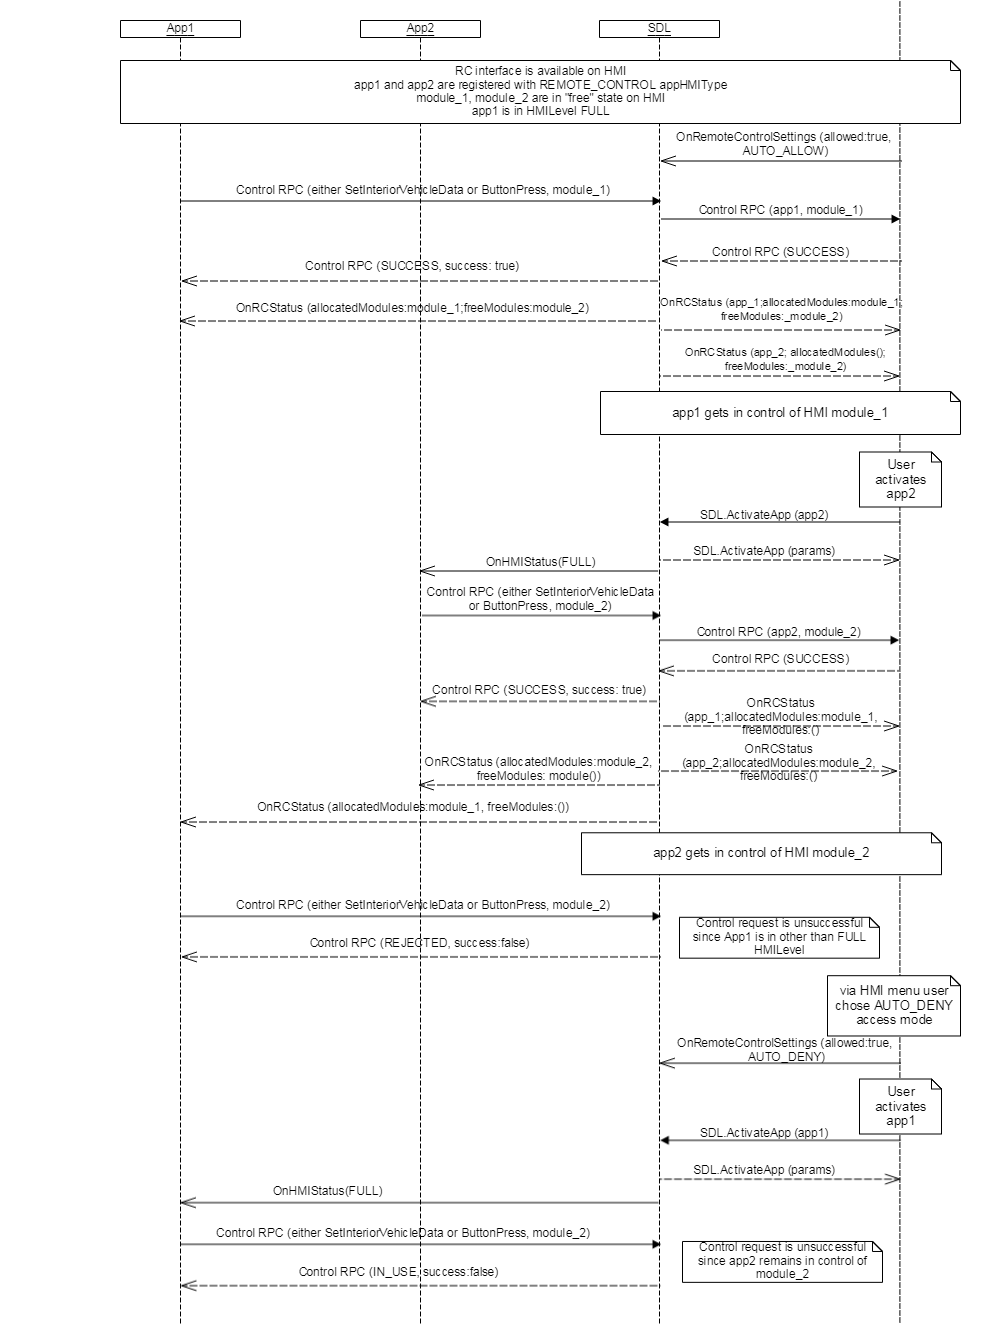 App1
App2
SDL
RC interface is available on HMI
app1 and app2 are registered with REMOTE_CONTROL appHMIType
module_1, module_2 are in "free" state on HMI
app1 is in HMILevel FULL
OnRemoteControlSettings (allowed:true,
AUTO_ALLOW)
Control RPC (either SetInteriorVehicleData or ButtonPress, module_1)
Control RPC (app1, module_1)
Control RPC (SUCCESS)
Control RPC (SUCCESS, success: true)
OnRCStatus (allocatedModules:module_1;freeModules:module_2)
OnRCStatus (app_1;allocatedModules:module_1;
freeModules:_module_2)
OnRCStatus (app_2; allocatedModules();
freeModules:_module_2)
app1 gets in control of HMI module_1
User
activates
app2
SDL.ActivateApp (app2)
SDL.ActivateApp (params)
OnHMIStatus(FULL)
Control RPC (either SetInteriorVehicleData
or ButtonPress, module_2)
Control RPC (app2, module_2)
Control RPC (SUCCESS)
Control RPC (SUCCESS, success: true)
OnRCStatus
(app_1;allocatedModules:module_1,
freeModules:()
OnRCStatus
(app_2;allocatedModules:module_2,
freeModules:()
OnRCStatus (allocatedModules:module_2,
freeModules: module())
OnRCStatus (allocatedModules:module_1, freeModules:())
app2 gets in control of HMI module_2
Control RPC (either SetInteriorVehicleData or ButtonPress, module_2)
Control request is unsuccessful
since App1 is in other than FULL
HMILevel
Control RPC (REJECTED, success:false)
via HMI menu user
chose AUTO_DENY
access mode
OnRemoteControlSettings (allowed:true,
AUTO_DENY)
User
activates
app1
SDL.ActivateApp (app1)
SDL.ActivateApp (params)
OnHMIStatus(FULL)
Control RPC (either SetInteriorVehicleData or ButtonPress, module_2)
Control request is unsuccessful
since app2 remains in control of
module_2
Control RPC (IN_USE, success:false)